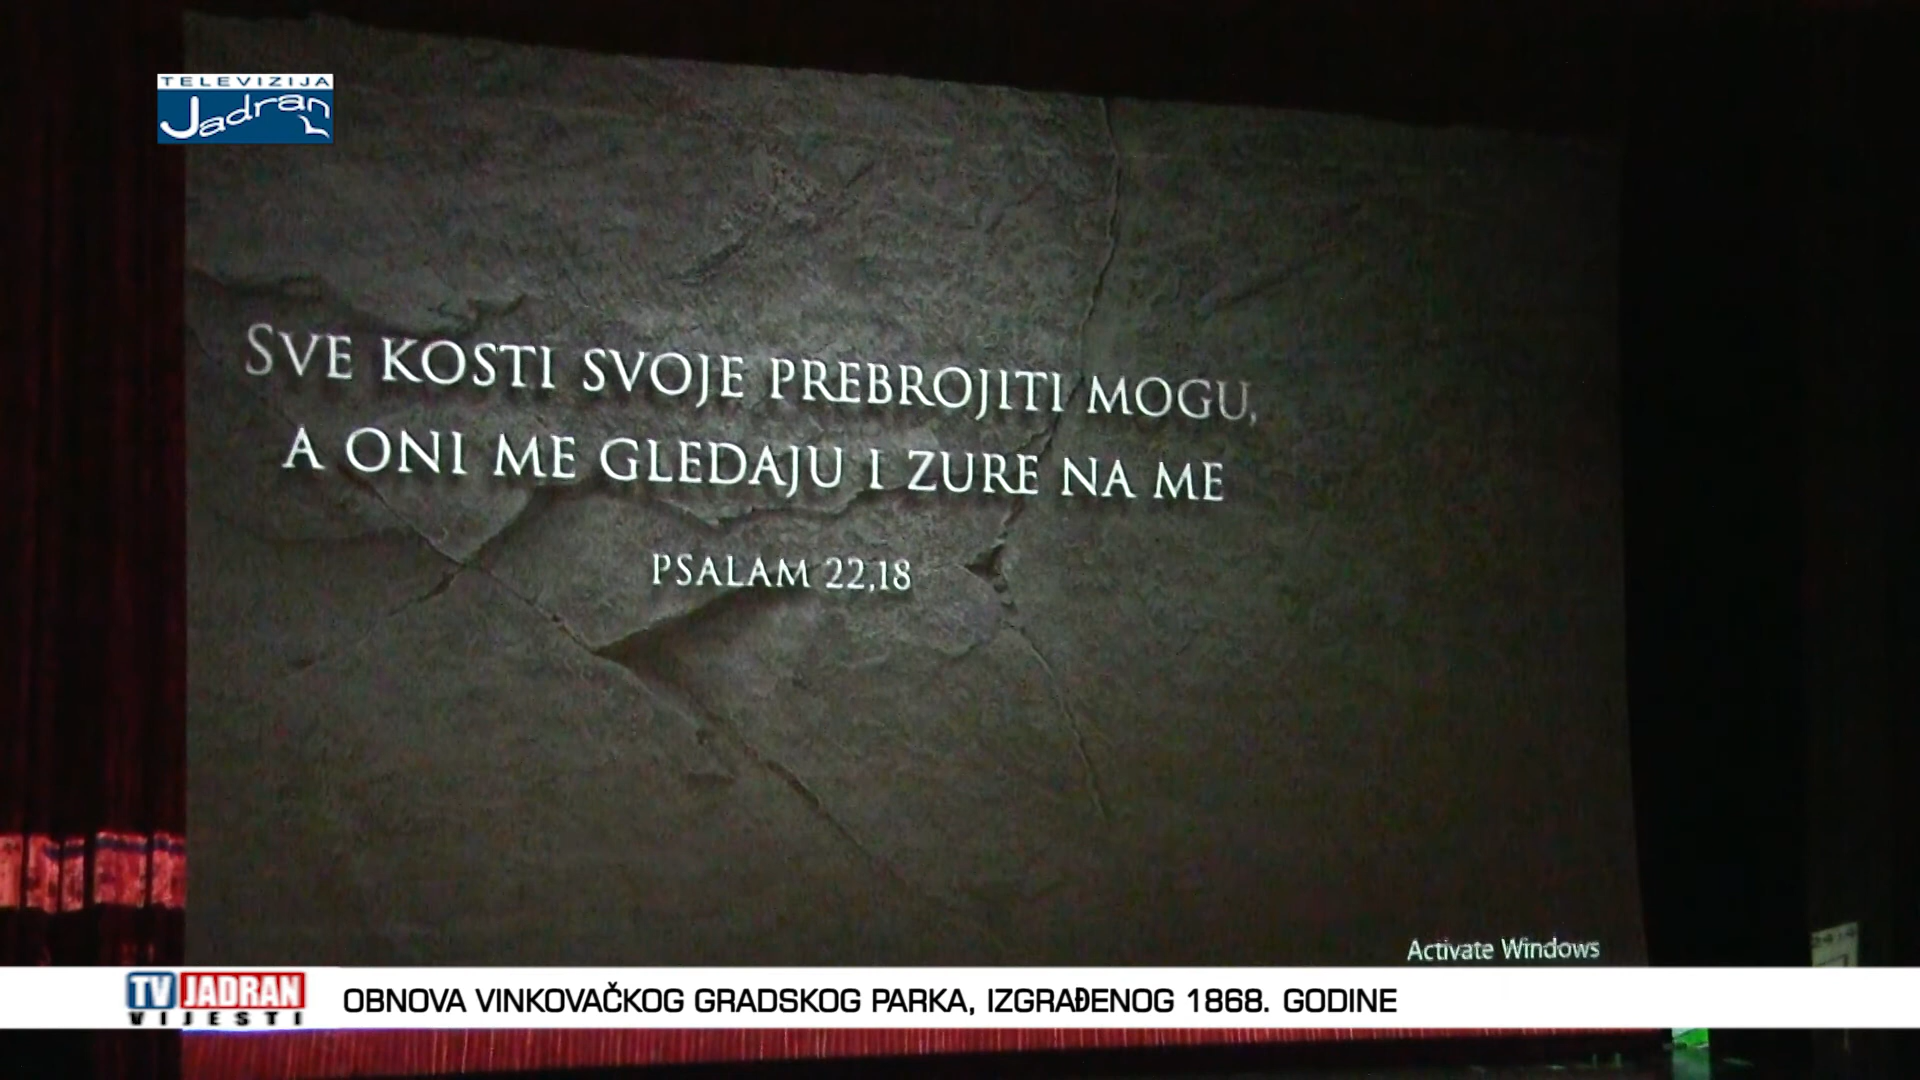 TELEVIZIJA
Jadran
SVE KOSTI SVOJE PREBROJITI MOGU,
A ONI ME GLEDAJU I ZURE NA ME
PSALAM 22,18
Activate Windows
TV JADRAN
VIJESTI
OBNOVA VINKOVAČKOG GRADSKOG PARKA, IZGRAĐENOG 1868. GODINE